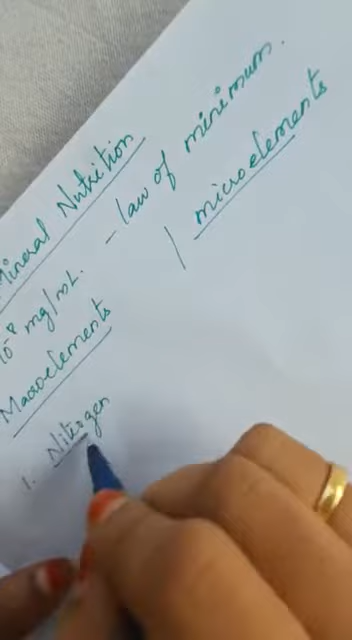 Mineral Nutrition
10⁻⁸ mg/mL. - law of minimum.
Macroelements | microelements
1. Nitrogen